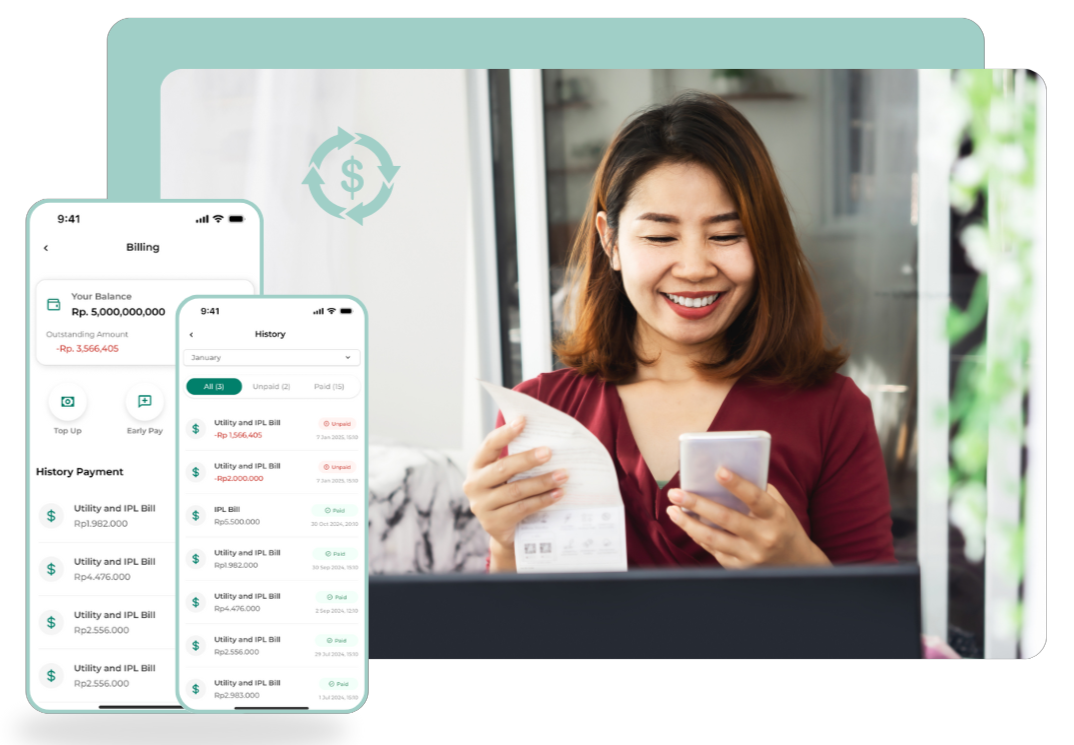 9:41
Billing
Your Balance
Rp. 5,000,000,000
Outstanding Amount
-Rp. 3,566,405
Top Up
Early Pay
History Payment
Utility and IPL Bill
Rp1.982.000
Utility and IPL Bill
Rp4.476.000
Utility and IPL Bill
Rp2.556.000
Utility and IPL Bill
Rp2.556.000
9:41
History
January
All (3) Unpaid (2) Paid (15)
Utility and IPL Bill Unpaid
-Rp 1,566,405 7 Jan 2025, 15:10
Utility and IPL Bill Unpaid
-Rp2.000.000 7 Jan 2025, 15:10
IPL Bill Paid
Rp5.500.000 30 Oct 2024, 20:10
Utility and IPL Bill Paid
Rp1.982.000 30 Sep 2024, 15:10
Utility and IPL Bill Paid
Rp4.476.000 2 Sep 2024, 12:10
Utility and IPL Bill Paid
Rp2.556.000 29 Jul 2024, 15:10
Utility and IPL Bill Paid
Rp2.983.000 1 Jul 2024, 15:10
$